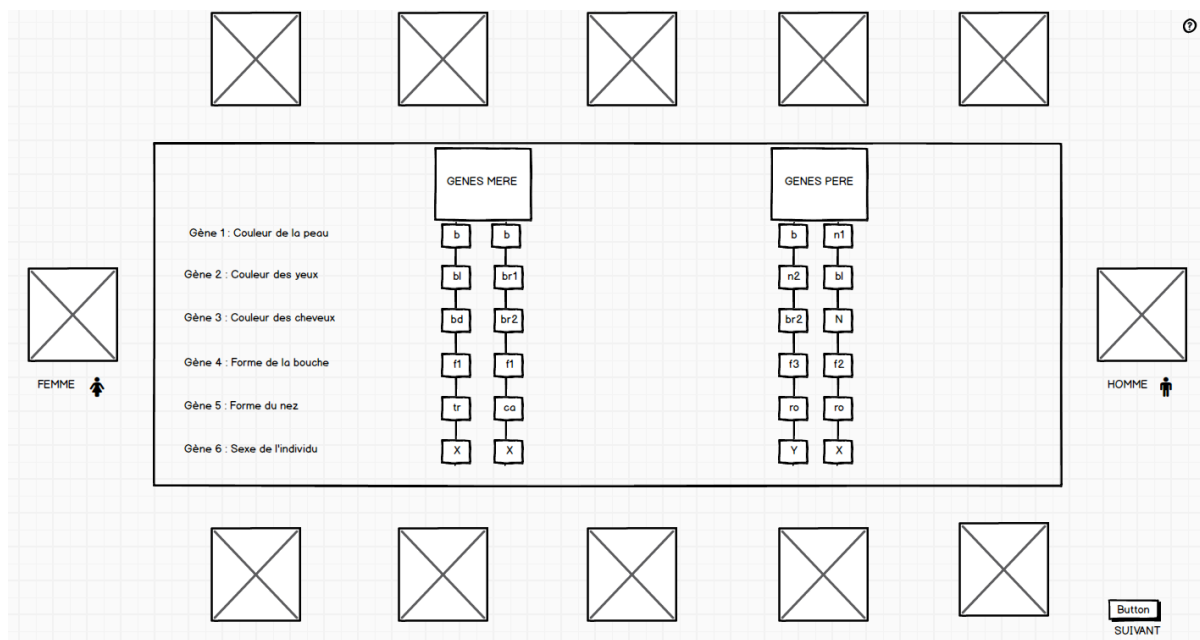 ?
GENES MERE GENES PERE
Gène 1 : Couleur de la peau b b b n1
Gène 2 : Couleur des yeux bl br1 n2 bl
Gène 3 : Couleur des cheveux bd br2 br2 N
Gène 4 : Forme de la bouche f1 f1 f3 f2
FEMME HOMME
Gène 5 : Forme du nez tr ca ro ro
Gène 6 : Sexe de l'individu X X Y X
Button
SUIVANT